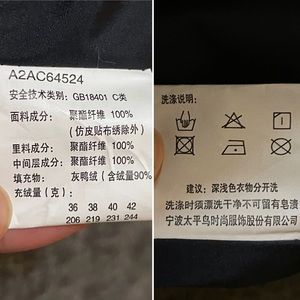 A2AC64524
安全技术类别：GB18401 C类
面料成分：聚酯纤维 100%
（仿皮贴布绣除外）
里料成分：聚酯纤维 100%
中间层成分：聚酯纤维 100%
填充物：灰鸭绒（含绒量90%
充绒量（克）：
36 38 40 42
206 219 231 244
洗涤说明：
建议：深浅色衣物分开洗
洗涤时须漂洗干净不可留有皂渍
宁波太平鸟时尚服饰股份有限公司